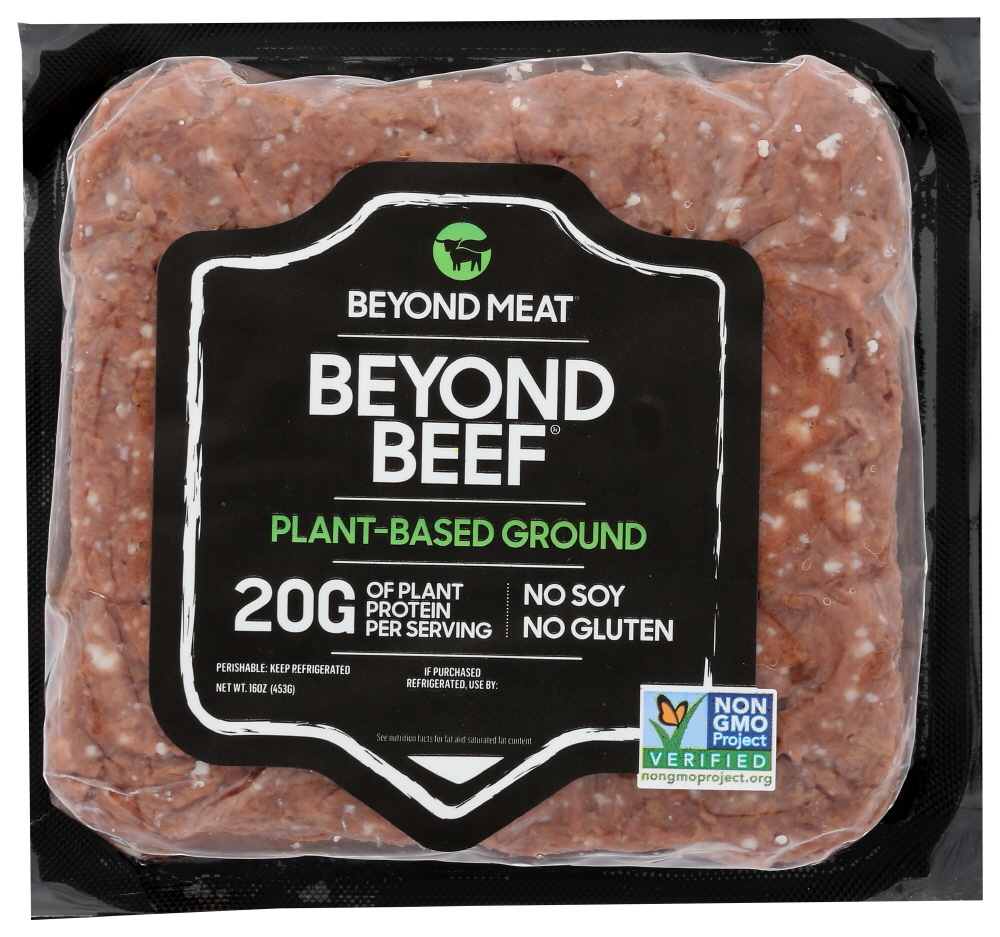 BEYOND MEAT®
BEYOND
BEEF®
PLANT-BASED GROUND
20G
OF PLANT
PROTEIN
PER SERVING
NO SOY
NO GLUTEN
PERISHABLE: KEEP REFRIGERATED
NET WT. 16OZ (453G)
IF PURCHASED
REFRIGERATED, USE BY:
See nutrition facts for fat and saturated fat content
NON
GMO
Project
VERIFIED
nongmoproject.org